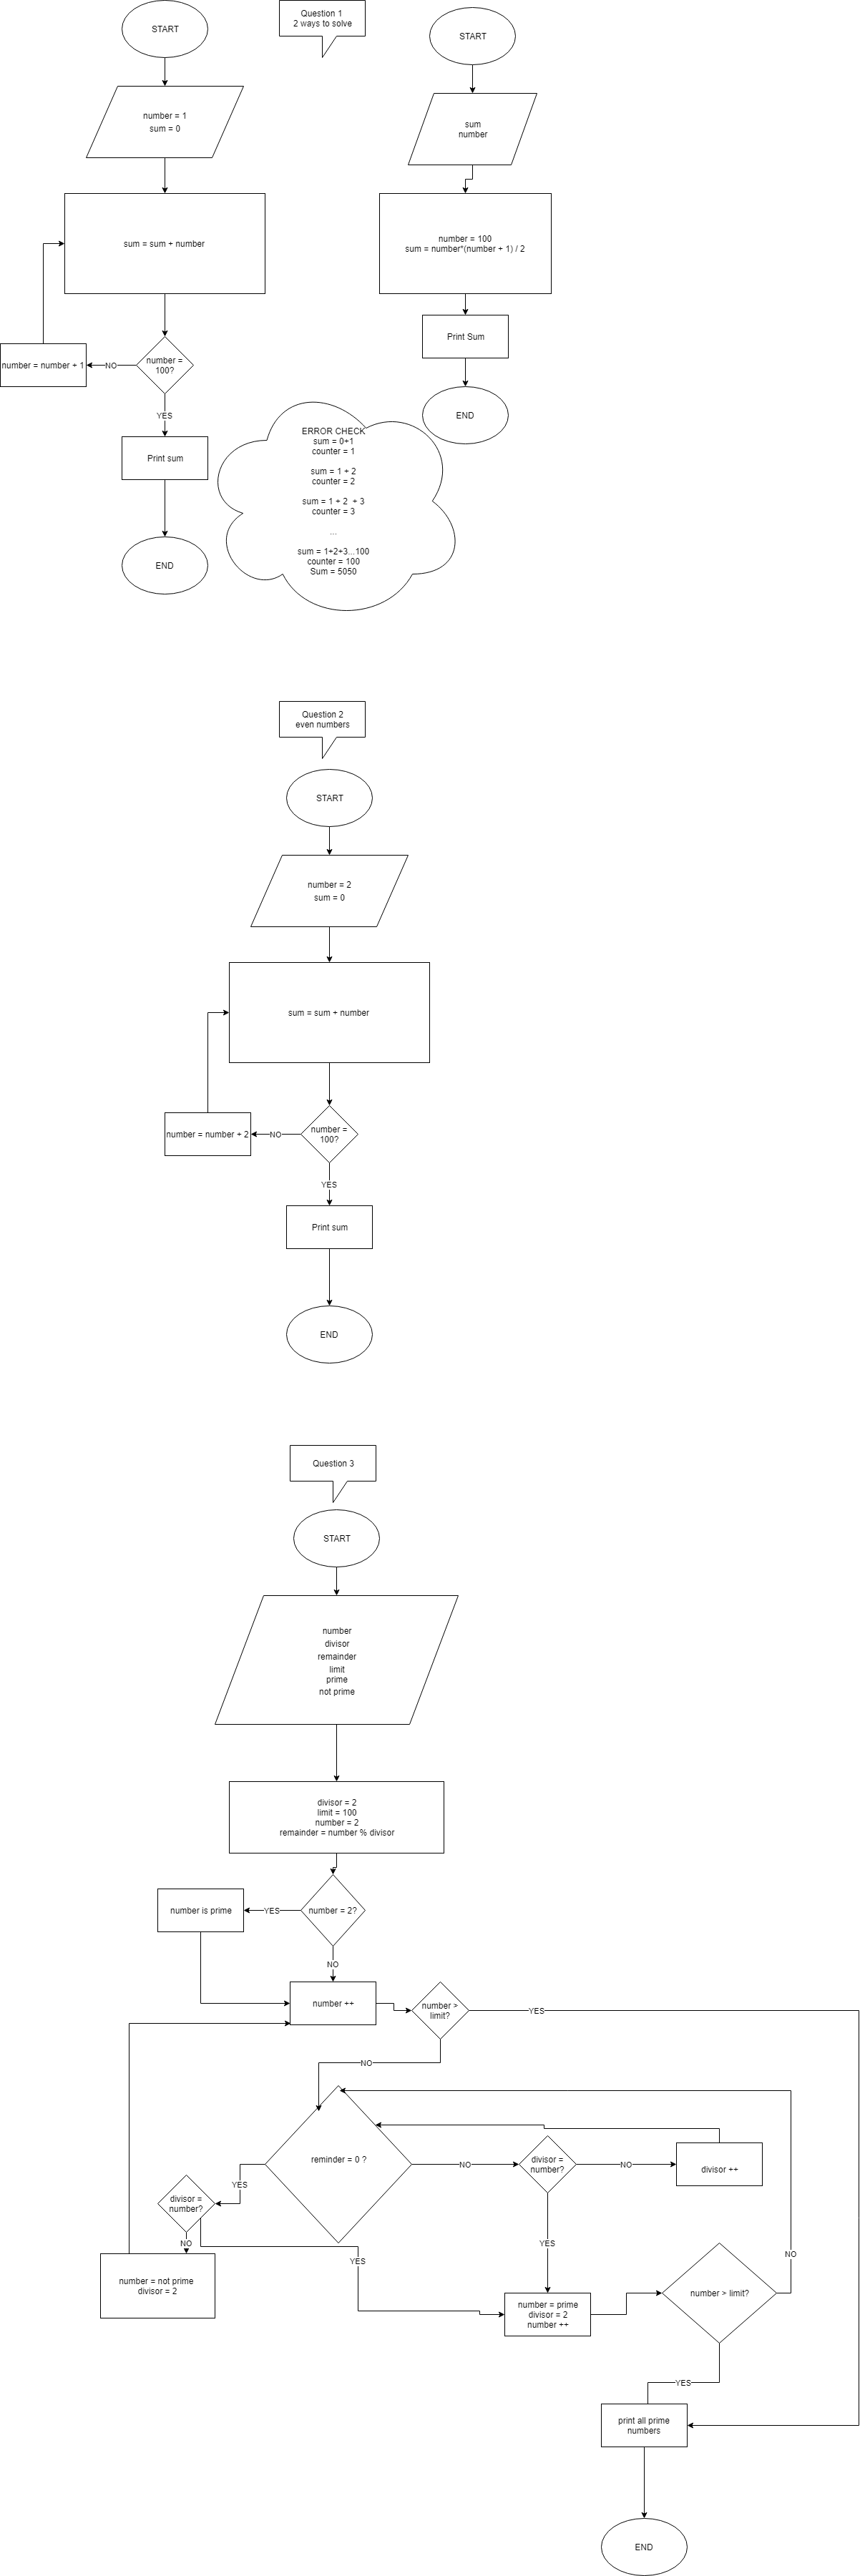 START
Question 1
2 ways to solve
START
number = 1
sum = 0
sum
number
sum = sum + number
number = 100
sum = number*(number + 1) / 2
Print Sum
number =
100?
NO
number = number + 1
YES
END
Print sum
END
ERROR CHECK
sum = 0+1
counter = 1
sum = 1 + 2
counter = 2
sum = 1 + 2  + 3
counter = 3
...
sum = 1+2+3...100
counter = 100
Sum = 5050
Question 2
even numbers
START
number = 2
sum = 0
sum = sum + number
number =
100?
NO
number = number + 2
YES
Print sum
END
Question 3
START
number
divisor
remainder
limit
prime
not prime
divisor = 2
limit = 100
number = 2
remainder = number % divisor
number = 2?
YES
number is prime
NO
number ++
number >
limit?
YES
NO
reminder = 0 ?
NO
divisor =
number?
NO
divisor ++
YES
divisor =
number?
NO
YES
YES
NO
number = not prime
divisor = 2
number = prime
divisor = 2
number ++
number > limit?
YES
print all prime
numbers
END